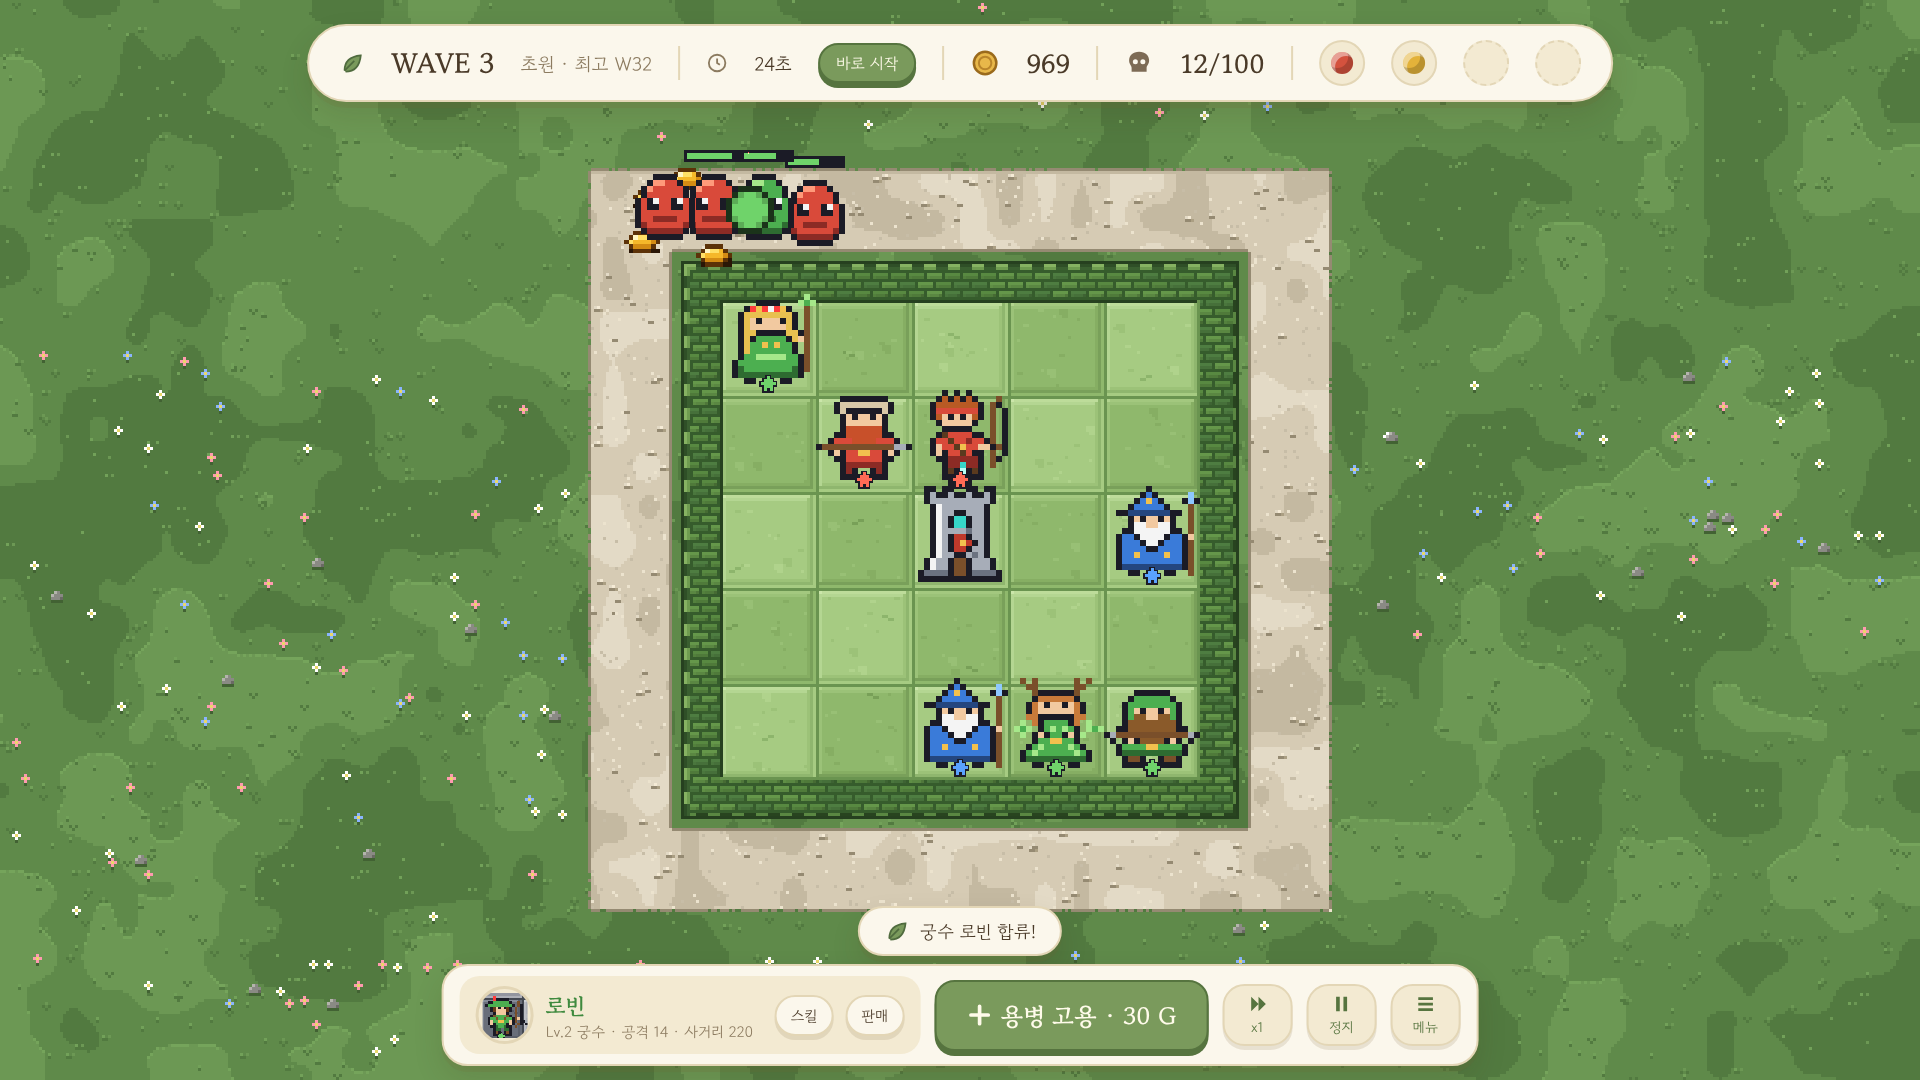 WAVE 3 초원 · 최고 W32 24초 바로 시작 969 12/100
궁수 로빈 합류!
로빈
Lv.2 궁수 · 공격 14 · 사거리 220
스킬 판매
용병 고용 · 30 G
x1 정지 메뉴